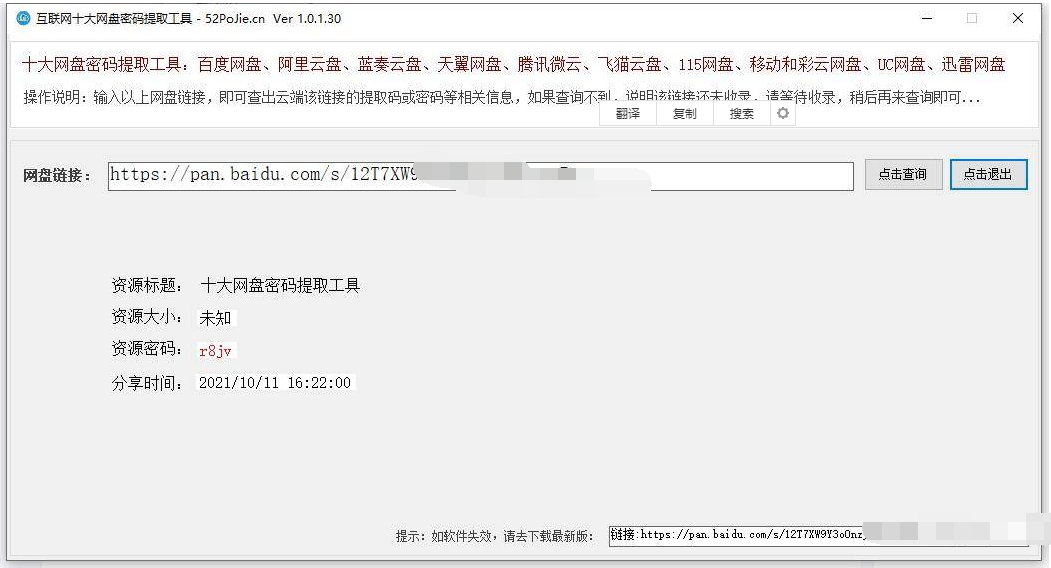 互联网十大网盘密码提取工具 - 52PoJie.cn Ver 1.0.1.30
十大网盘密码提取工具：百度网盘、阿里云盘、蓝奏云盘、天翼网盘、腾讯微云、飞猫云盘、115网盘、移动和彩云网盘、UC网盘、迅雷网盘
操作说明：输入以上网盘链接，即可查出云端该链接的提取码或密码等相关信息，如果查询不到，说明该链接还未收录，请等待收录，稍后再来查询即可...
翻译 复制 搜索
网盘链接： https://pan.baidu.com/s/12T7XW9 点击查询 点击退出
资源标题： 十大网盘密码提取工具
资源大小： 未知
资源密码： r8jv
分享时间： 2021/10/11 16:22:00
提示：如软件失效，请去下载最新版： 链接:https://pan.baidu.com/s/12T7XW9Y3oOnz